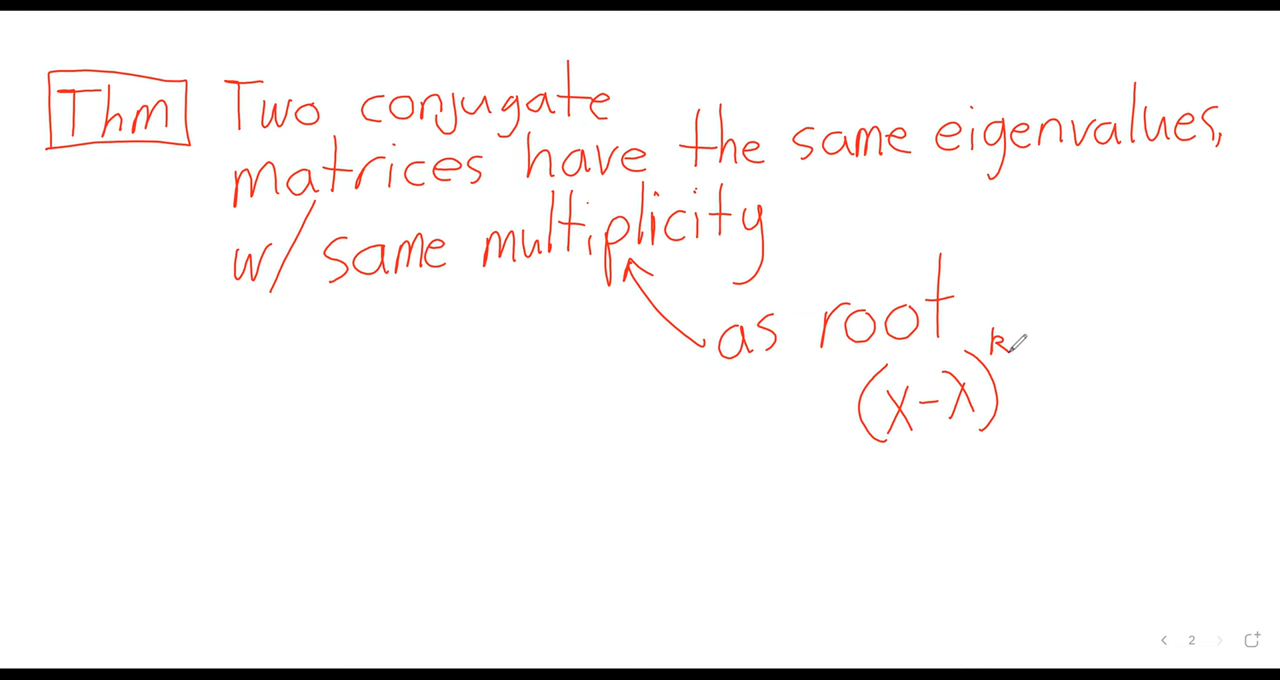 Thm Two conjugate
matrices have the same eigenvalues,
w/ same multiplicity
as root
(x-λ)^k
2